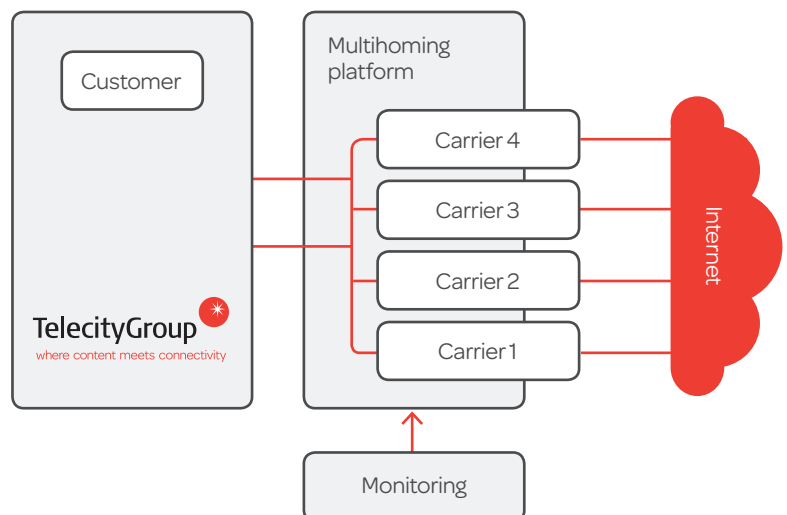 Customer
TelecityGroup
where content meets connectivity
Multihoming
platform
Carrier 4
Carrier 3
Carrier 2
Carrier 1
Internet
Monitoring